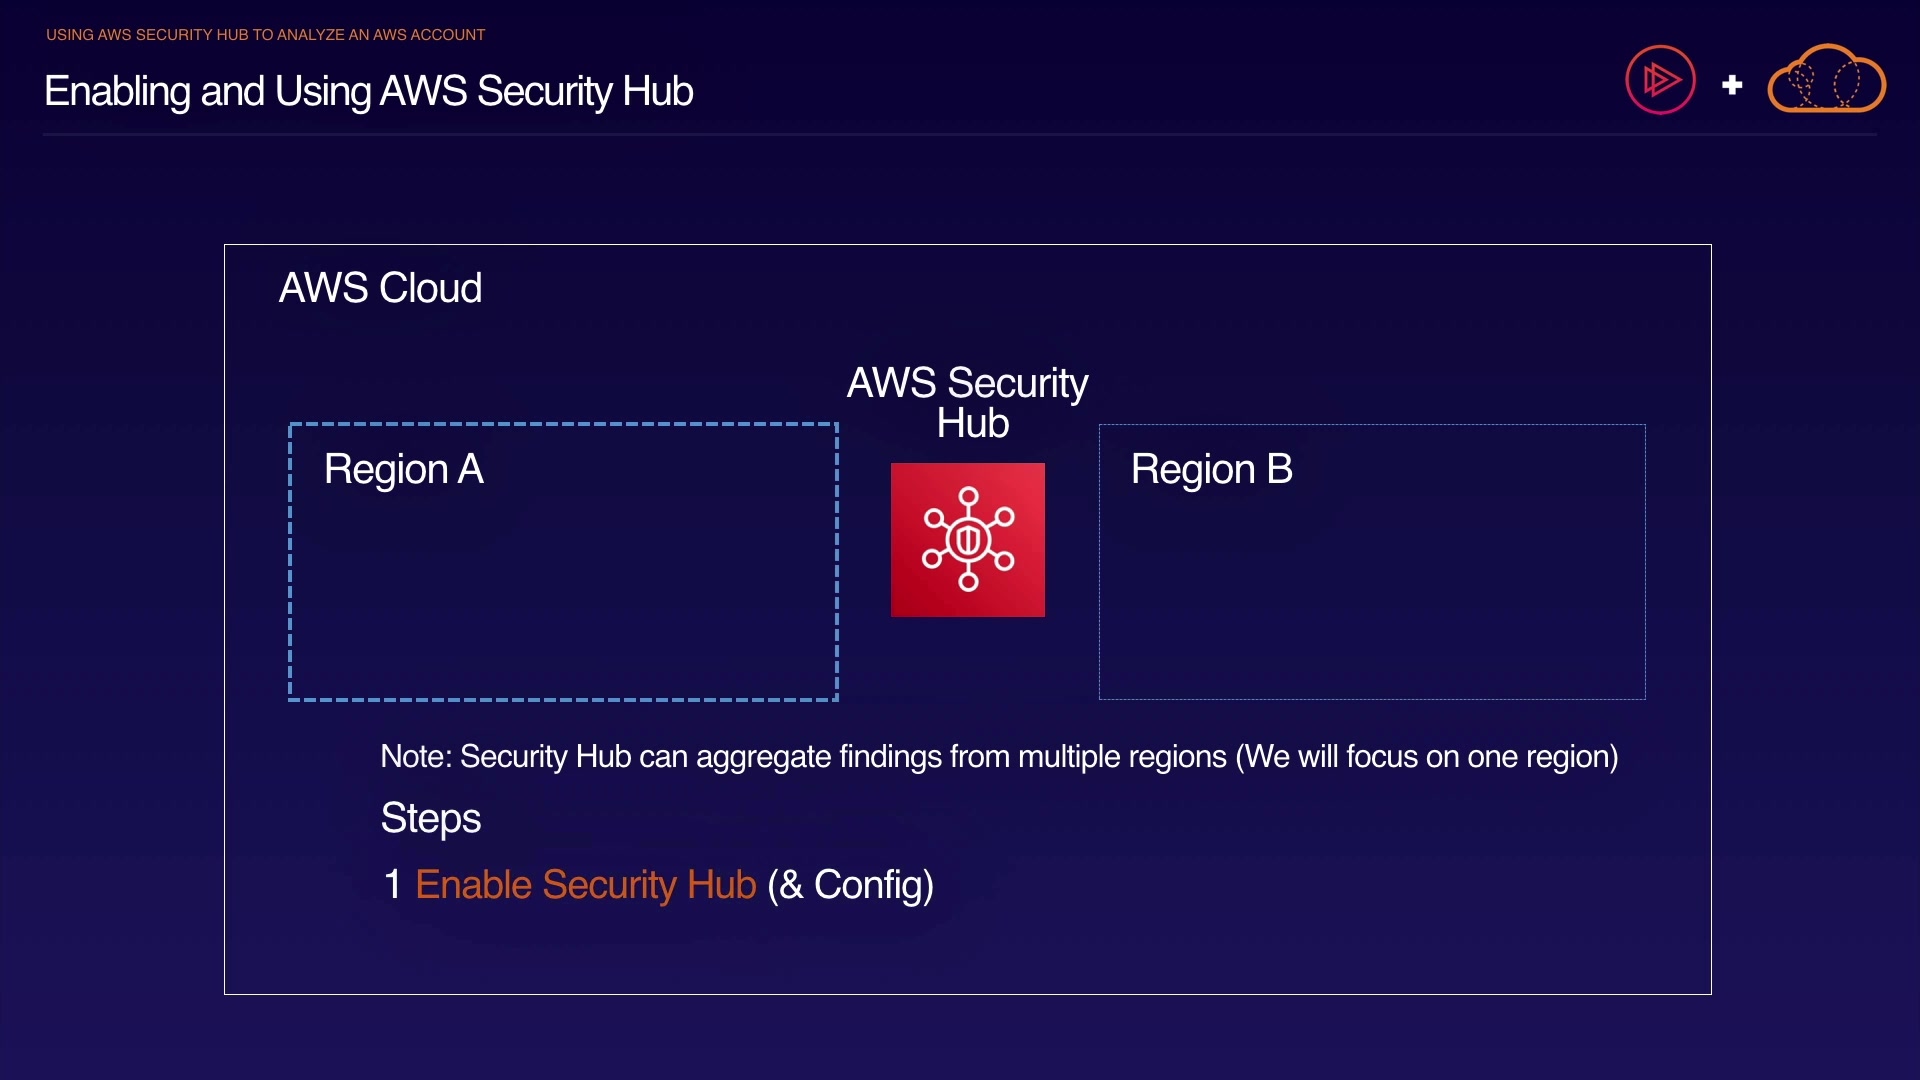 USING AWS SECURITY HUB TO ANALYZE AN AWS ACCOUNT
Enabling and Using AWS Security Hub
AWS Cloud
AWS Security
Hub
Region A
Region B
Note: Security Hub can aggregate findings from multiple regions (We will focus on one region)
Steps
1 Enable Security Hub (& Config)